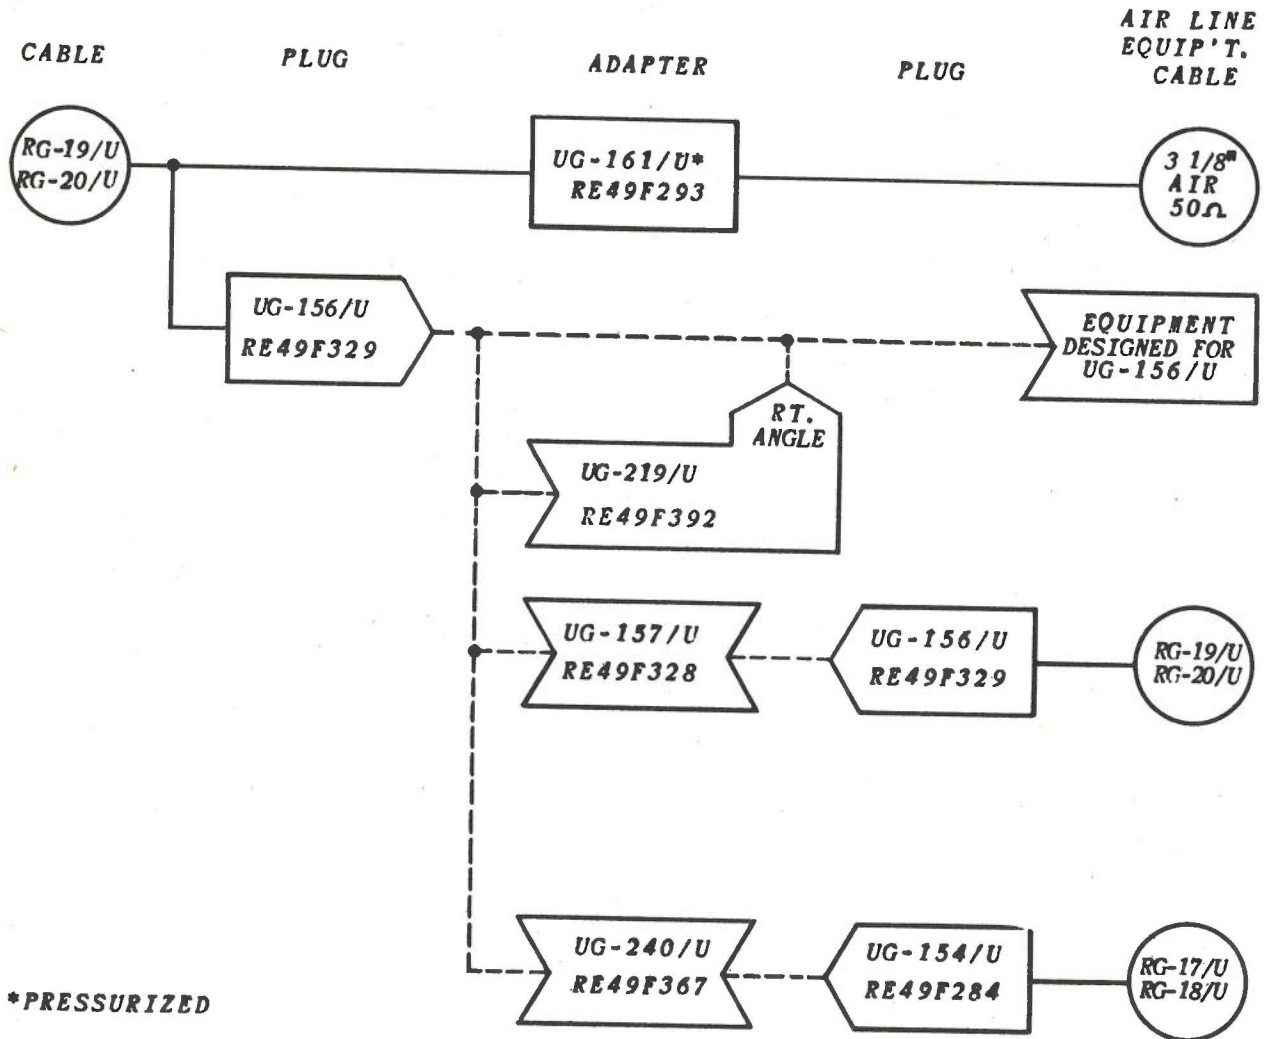 CABLE
PLUG
ADAPTER
PLUG
AIR LINE
EQUIP'T.
CABLE
RG-19/U
RG-20/U
UG-161/U*
RE49F293
3 1/8"
AIR
50Ω
UG-156/U
RE49F329
EQUIPMENT
DESIGNED FOR
UG-156/U
RT.
ANGLE
UG-219/U
RE49F392
UG-157/U
RE49F328
UG-156/U
RE49F329
RG-19/U
RG-20/U
UG-240/U
RE49F367
UG-154/U
RE49F284
RG-17/U
RG-18/U
*PRESSURIZED